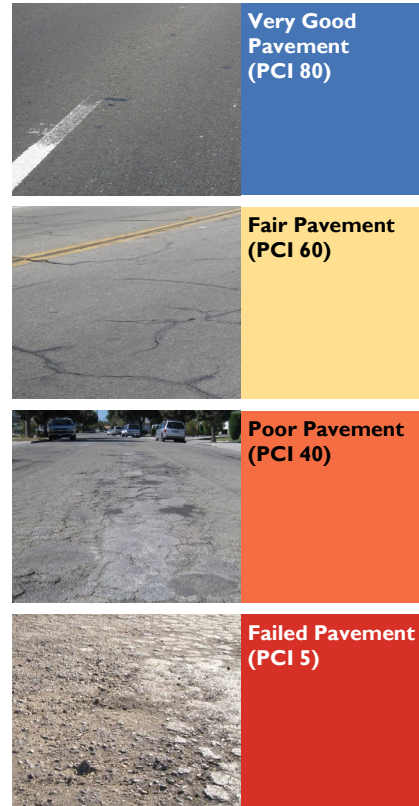 Very Good
Pavement
(PCI 80)
Fair Pavement
(PCI 60)
Poor Pavement
(PCI 40)
Failed Pavement
(PCI 5)